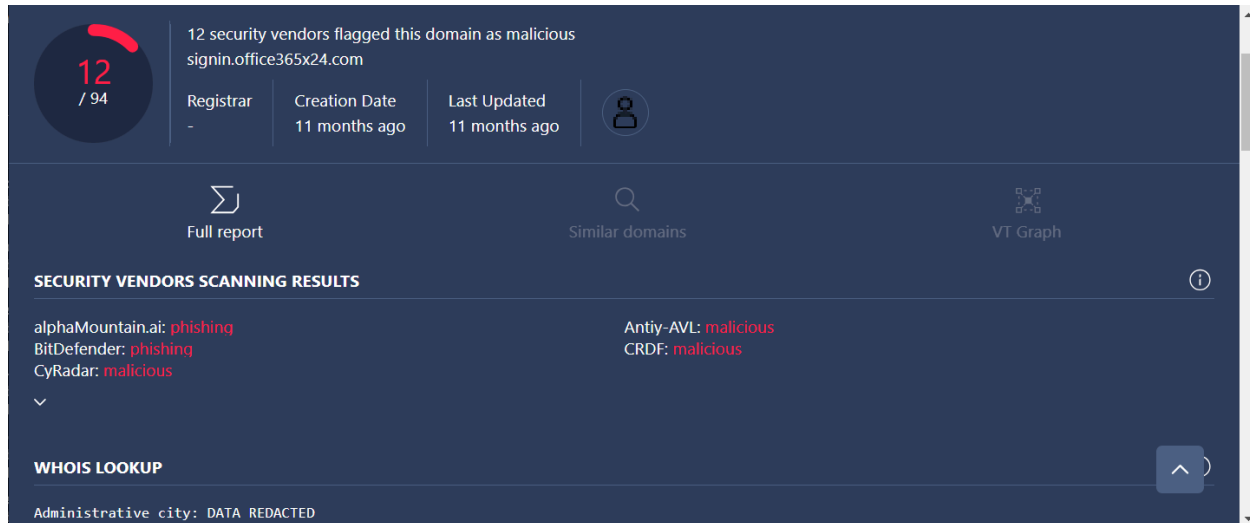 12
/ 94
12 security vendors flagged this domain as malicious
signin.office365x24.com
Registrar
-
Creation Date
11 months ago
Last Updated
11 months ago
Full report
Similar domains
VT Graph
SECURITY VENDORS SCANNING RESULTS
alphaMountain.ai: phishing
Antiy-AVL: malicious
BitDefender: phishing
CRDF: malicious
CyRadar: malicious
WHOIS LOOKUP
Administrative city: DATA REDACTED